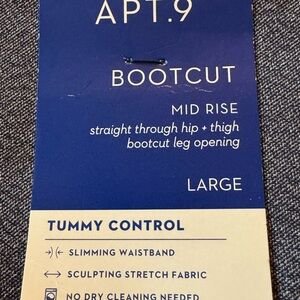 APT.9
BOOTCUT
MID RISE
straight through hip + thigh
bootcut leg opening
LARGE
TUMMY CONTROL
SLIMMING WAISTBAND
SCULPTING STRETCH FABRIC
NO DRY CLEANING NEEDED